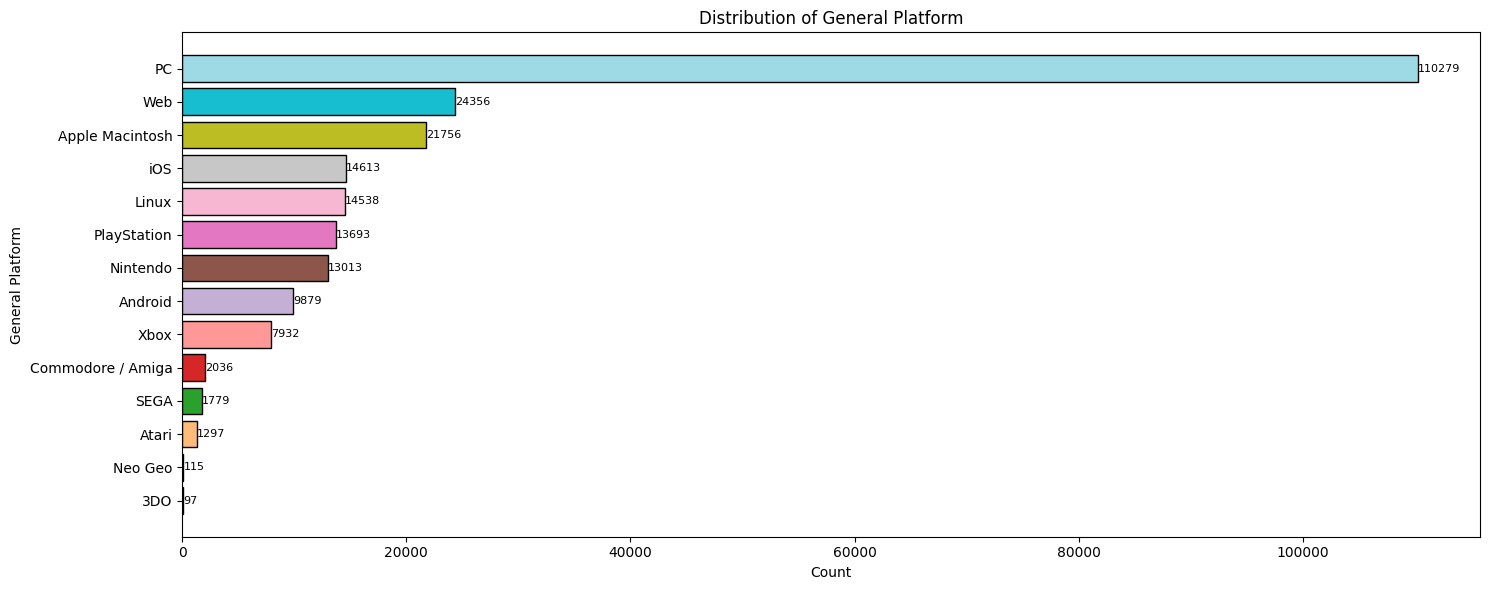 Distribution of General Platform
General Platform
PC 110279
Web 24356
Apple Macintosh 21756
iOS 14613
Linux 14538
PlayStation 13693
Nintendo 13013
Android 9879
Xbox 7932
Commodore / Amiga 2036
SEGA 1779
Atari 1297
Neo Geo 115
3DO 97
0 20000 40000 60000 80000 100000
Count